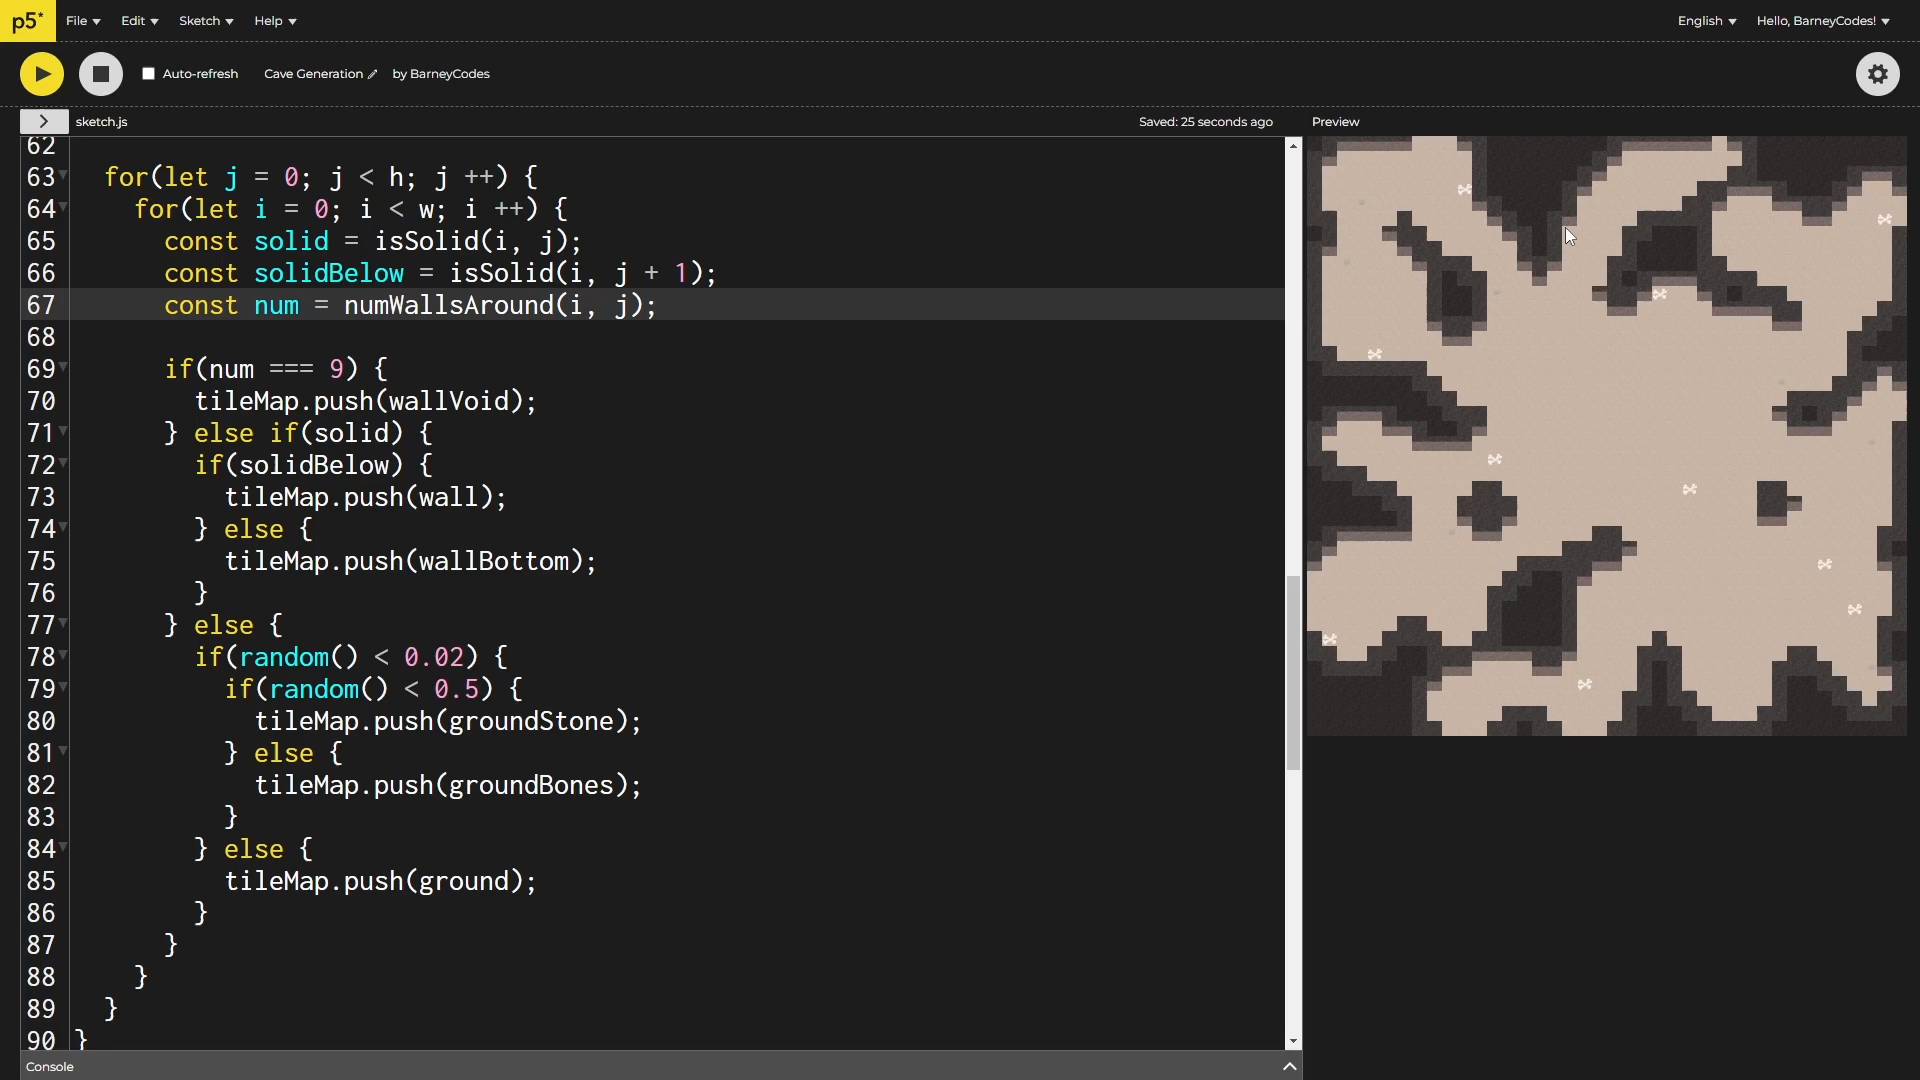 p5* File Edit Sketch Help English Hello, BarneyCodes!
Auto-refresh Cave Generation by BarneyCodes
sketch.js Saved: 25 seconds ago Preview
62
63 for(let j = 0; j < h; j ++) {
64 for(let i = 0; i < w; i ++) {
65 const solid = isSolid(i, j);
66 const solidBelow = isSolid(i, j + 1);
67 const num = numWallsAround(i, j);
68
69 if(num === 9) {
70 tileMap.push(wallVoid);
71 } else if(solid) {
72 if(solidBelow) {
73 tileMap.push(wall);
74 } else {
75 tileMap.push(wallBottom);
76 }
77 } else {
78 if(random() < 0.02) {
79 if(random() < 0.5) {
80 tileMap.push(groundStone);
81 } else {
82 tileMap.push(groundBones);
83 }
84 } else {
85 tileMap.push(ground);
86 }
87 }
88 }
89 }
90 }
Console